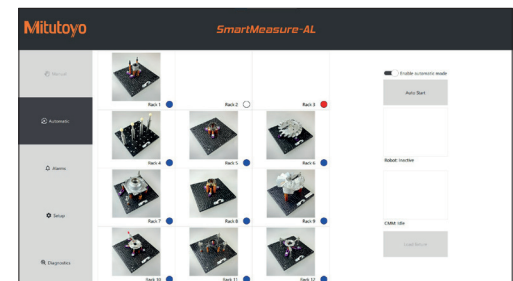 Mitutoyo
SmartMeasure-AL
Manual
Enable automatic mode
Auto Start
Rack 1
Rack 2
Rack 3
Automatic
Rack 4
Rack 5
Rack 6
Robot: Inactive
Alarms
Rack 7
Rack 8
Rack 9
Setup
CMM: Idle
Diagnostics
Rack 10
Rack 11
Rack 12